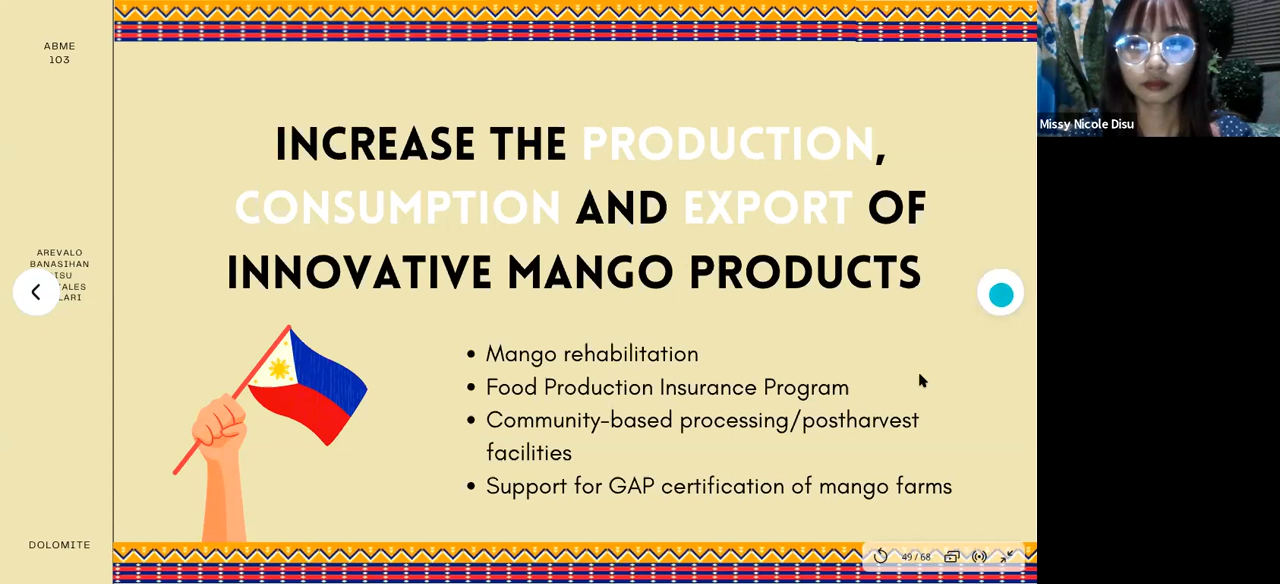 ABME
103
INCREASE THE PRODUCTION,
CONSUMPTION AND EXPORT OF
INNOVATIVE MANGO PRODUCTS
Missy Nicole Disu
AREVALO
BANASIHAN
• Mango rehabilitation
• Food Production Insurance Program
• Community-based processing/postharvest
facilities
• Support for GAP certification of mango farms
DOLOMITE
49 / 68